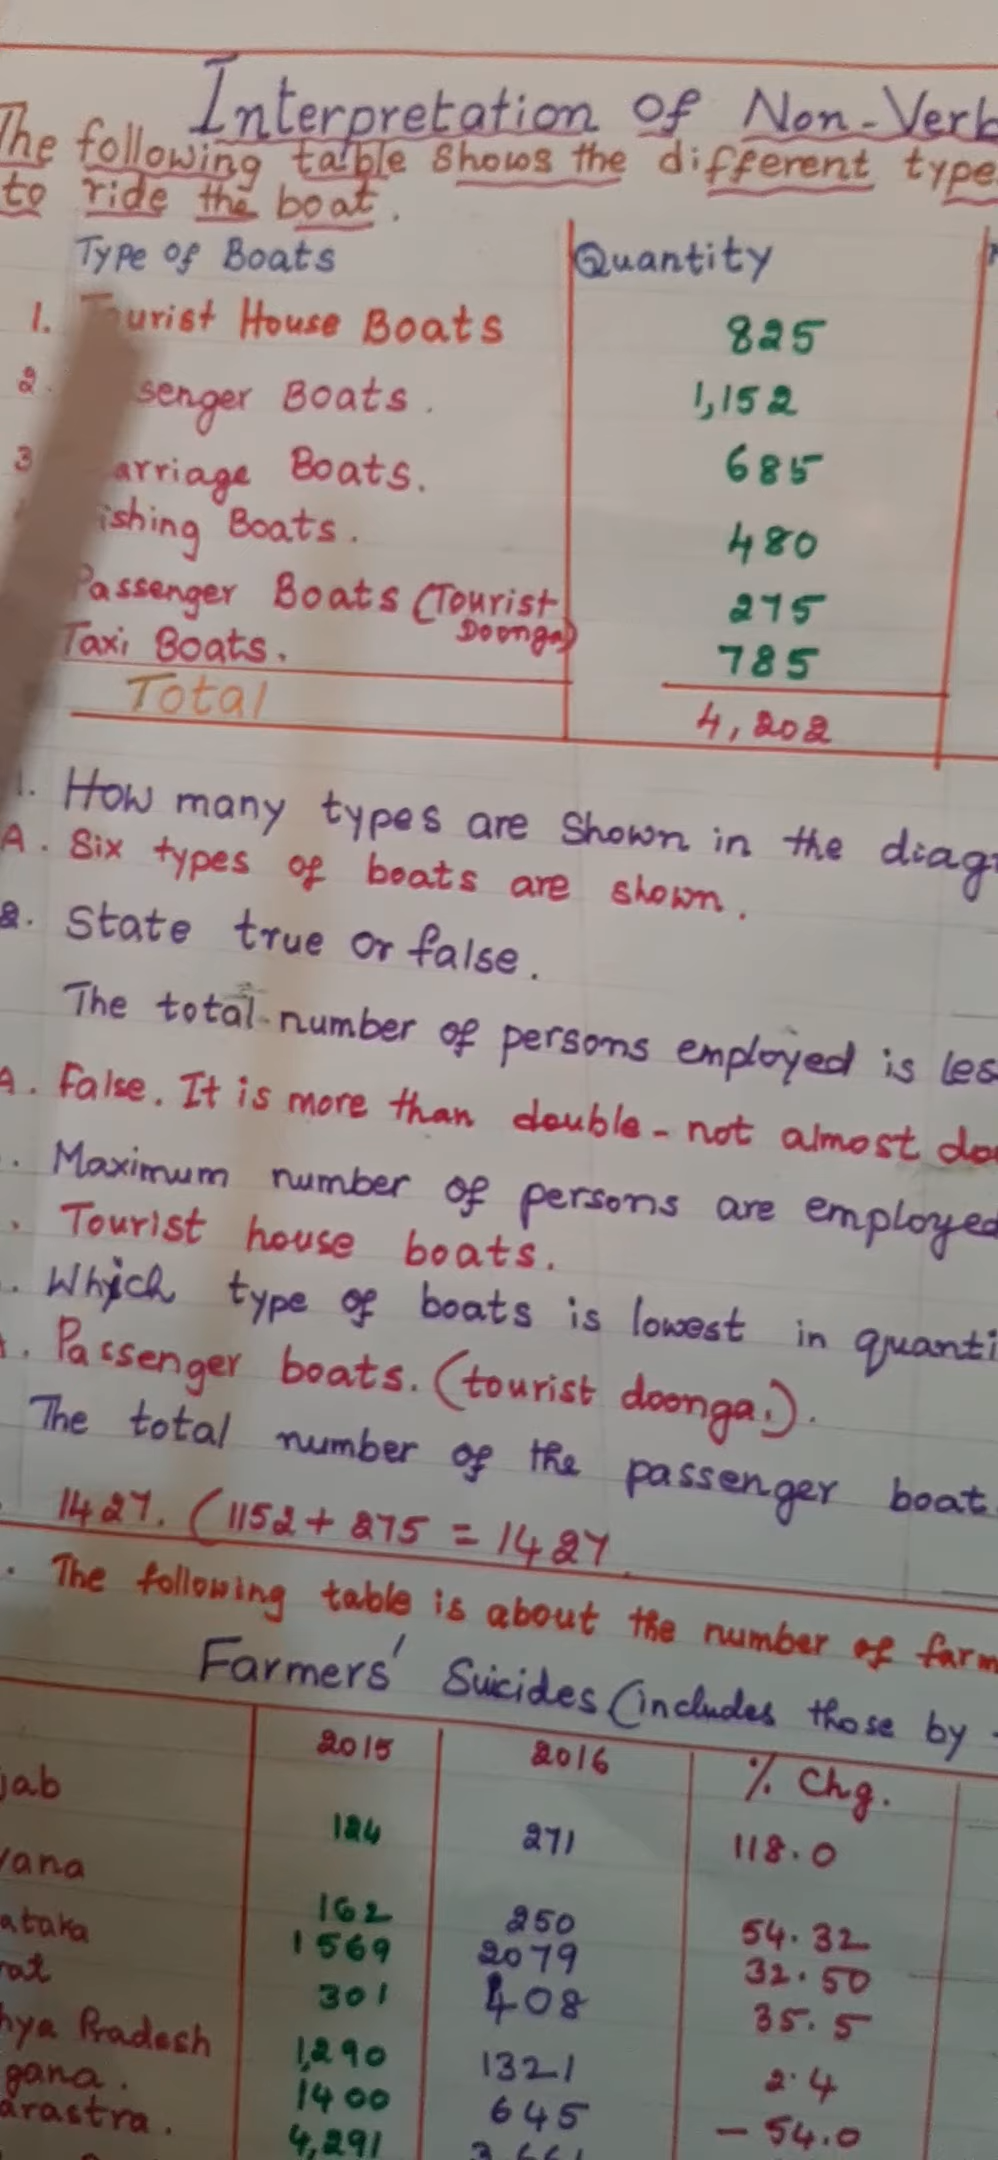 Interpretation of Non-Verb
The following table shows the different type
to ride the boat.
Type of Boats Quantity
1. urist House Boats 825
2. senger Boats. 1,152
3 arriage Boats. 685
ishing Boats. 480
Passenger Boats (Tourist Doonga) 275
Taxi Boats. 785
Total 4,202
1. How many types are shown in the diag
A. Six types of boats are shown.
2. State true or false.
The total number of persons employed is les
A. False. It is more than double - not almost do
. Maximum number of persons are employed
. Tourist house boats.
. Which type of boats is lowest in quanti
. Passenger boats. (tourist doonga.).
The total number of the passenger boat
1427. (1152 + 275 = 1427
. The following table is about the number of farm
Farmers' Suicides (includes those by
2015 2016 % Chg.
jab 124 271 118.0
yana 162 250 54.32
ataka 1569 2079 32.50
rat 301 408 35.5
hya Pradesh 1,290 1321 2.4
gana. 1400 645 - 54.0
arastra. 4,291